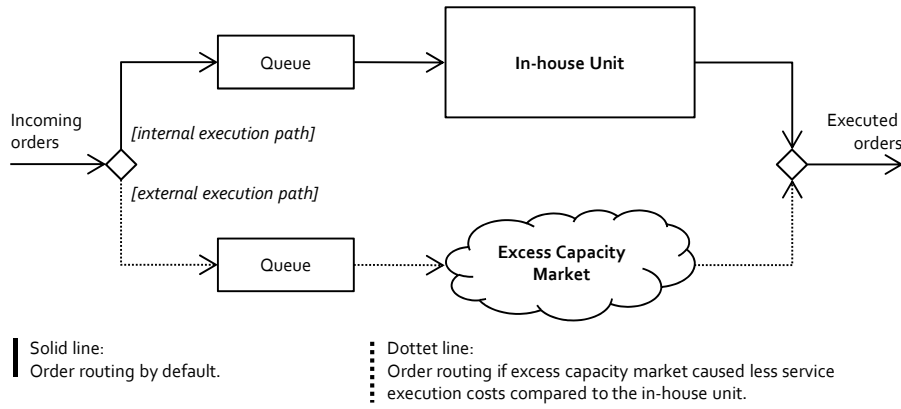 Queue
In-house Unit
Incoming
orders
[internal execution path]
Executed
orders
[external execution path]
Queue
Excess Capacity
Market
Solid line:
Order routing by default.
Dottet line:
Order routing if excess capacity market caused less service
execution costs compared to the in-house unit.